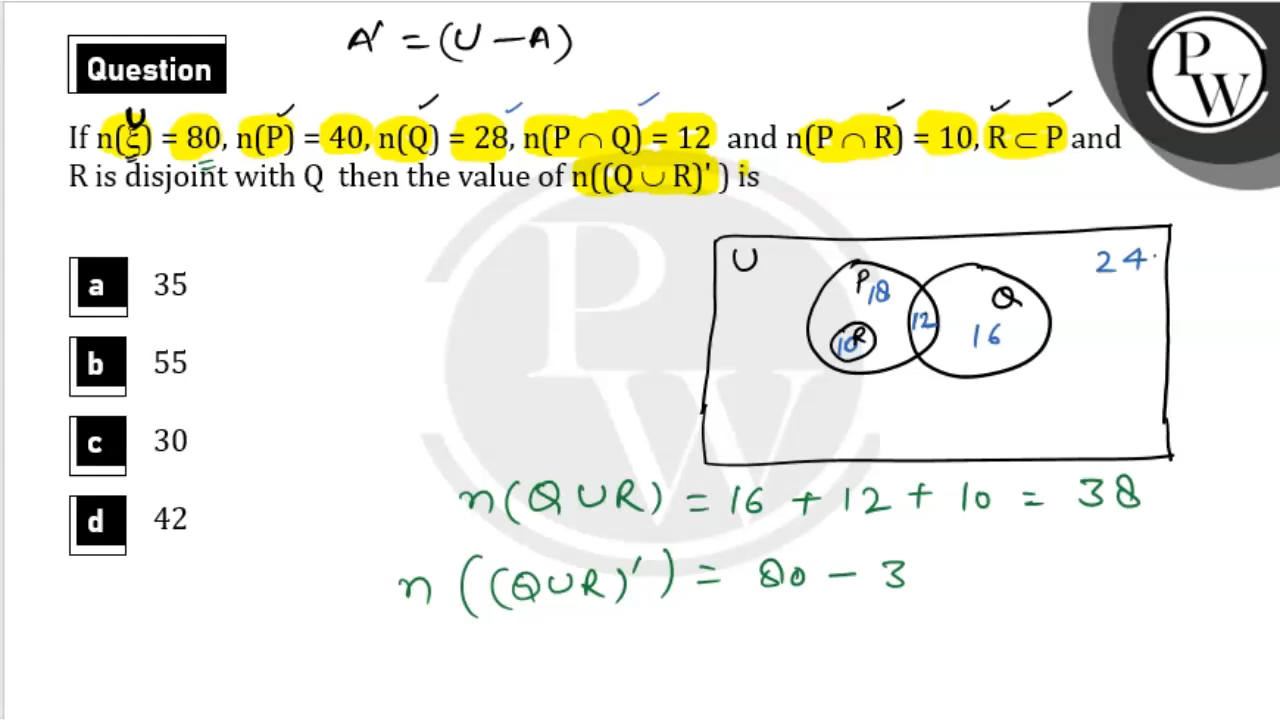 A' = (U - A)
Question
U
If n(ξ) = 80, n(P) = 40, n(Q) = 28, n(P ∩ Q) = 12 and n(P ∩ R) = 10, R ⊂ P and
R is disjoint with Q then the value of n((Q ∪ R)') is
a 35
b 55
c 30
d 42
U 24
P 18 Q
10 R 12 16
n(Q∪R) = 16 + 12 + 10 = 38
n((Q∪R)') = 80 - 3
P
W
P
W